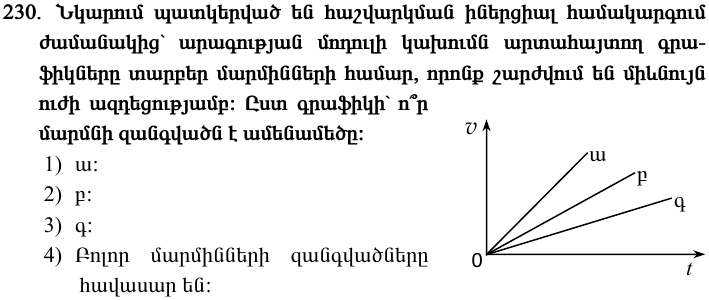 230. Նկարում պատկերված են հաշվարկման իներցիալ համակարգում
ժամանակից՝ արագության մոդուլի կախումն արտահայտող գրա-
ֆիկները տարբեր մարմինների համար, որոնք շարժվում են միևնույն
ուժի ազդեցությամբ: Ըստ գրաֆիկի՝ ո՞ր
մարմնի զանգվածն է ամենամեծը:
1) ա:
2) բ:
3) գ:
4) Բոլոր մարմինների զանգվածները
հավասար են:
v
ա
բ
գ
0
t